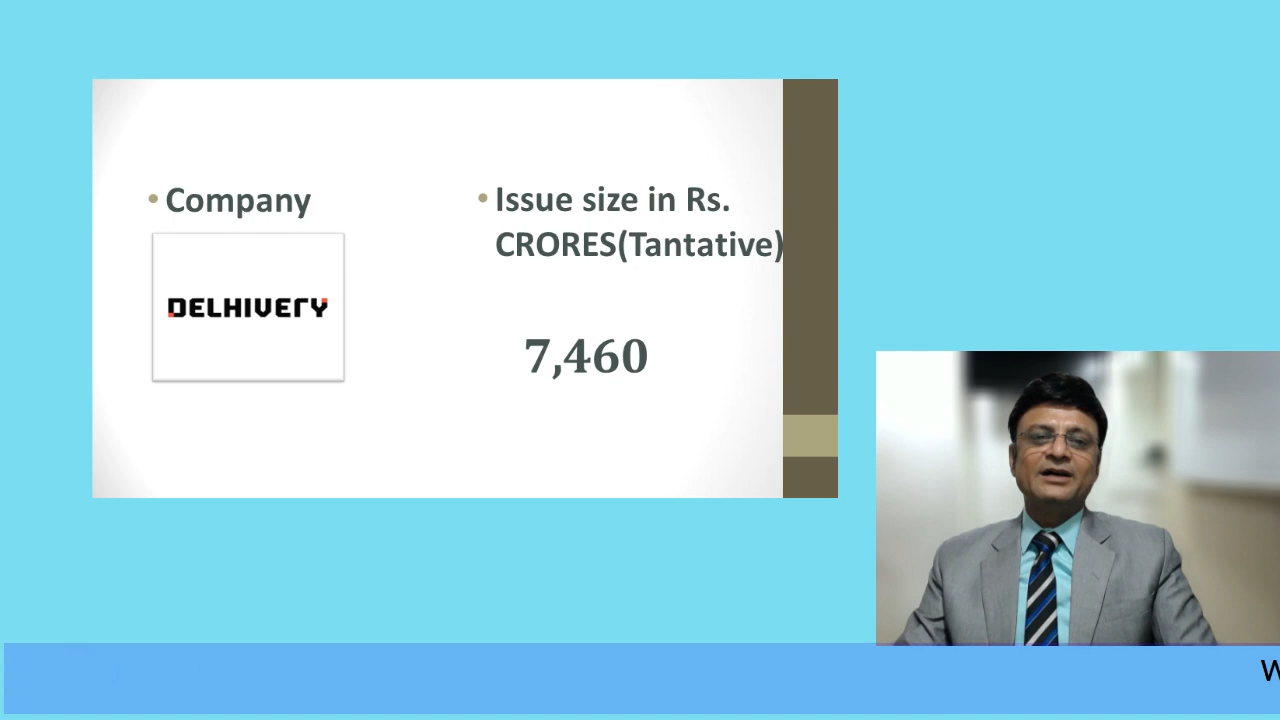 Company
Issue size in Rs.
CRORES(Tantative)
DELHIVERY
7,460
W